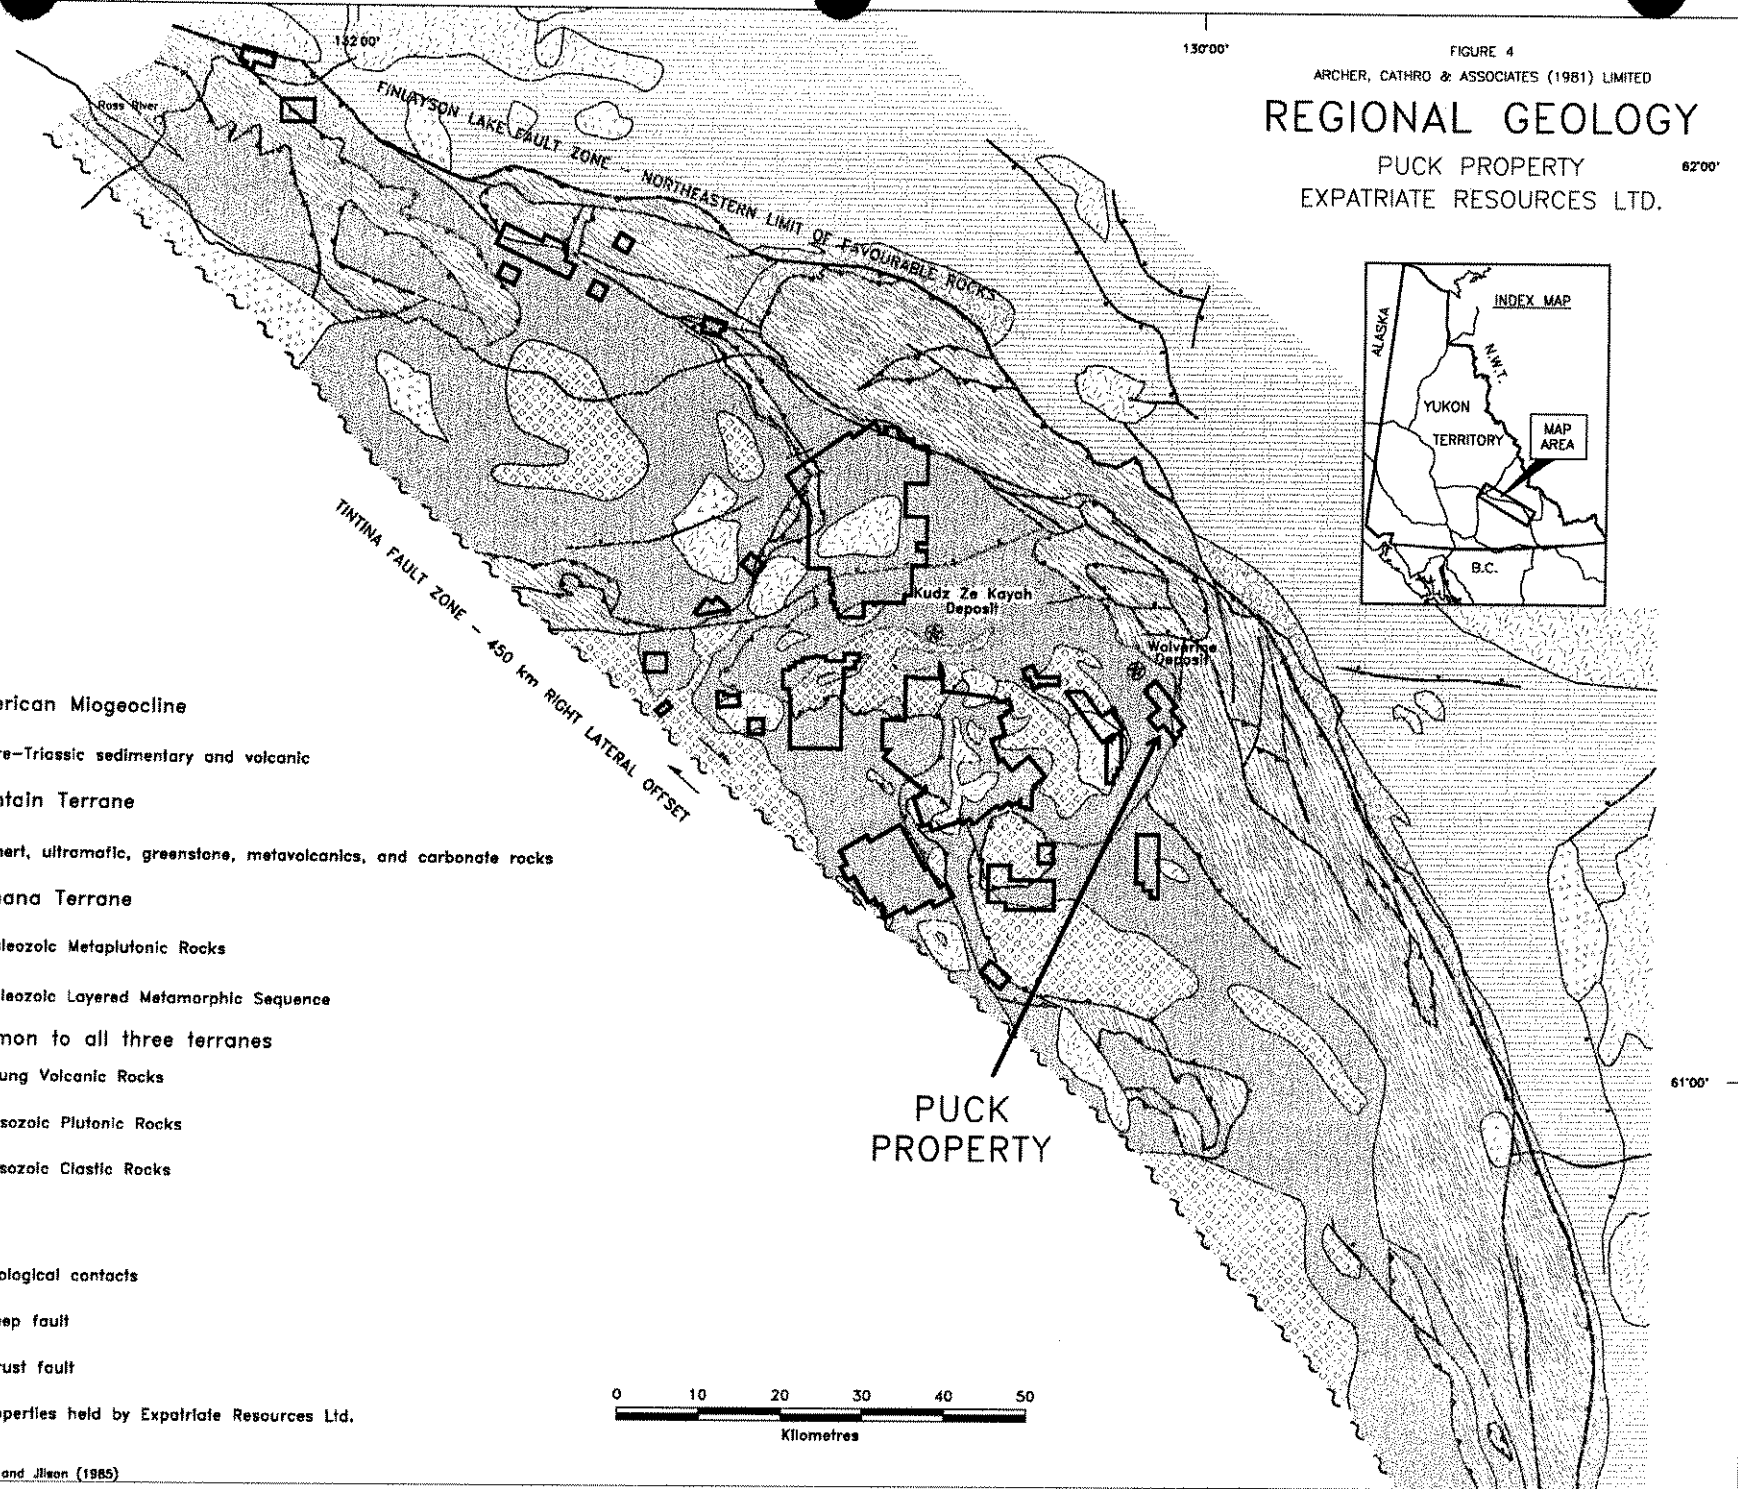 FIGURE 4
ARCHER, CATHRO & ASSOCIATES (1981) LIMITED
REGIONAL GEOLOGY
PUCK PROPERTY
EXPATRIATE RESOURCES LTD.
132°00'
130°00'
62°00'
61°00'
Ross River
FINLAYSON LAKE FAULT ZONE - NORTHEASTERN LIMIT OF FAVOURABLE ROCKS
INDEX MAP
ALASKA
N.W.T.
YUKON
TERRITORY
MAP
AREA
B.C.
TINTINA FAULT ZONE - 450 km RIGHT LATERAL OFFSET
Kudz Ze Kayah
Deposit
Wolverine
Deposit
PUCK
PROPERTY
erican Miogeocline
re-Triassic sedimentary and volcanic
ntain Terrane
hert, ultramafic, greenstone, metavolcanics, and carbonate rocks
ana Terrane
leozoic Metaplutonic Rocks
leozoic Layered Metamorphic Sequence
mon to all three terranes
ung Volcanic Rocks
sozoic Plutonic Rocks
sozoic Clastic Rocks
ological contacts
ep fault
rust fault
operties held by Expatriate Resources Ltd.
and Jilson (1985)
0 10 20 30 40 50
Kilometres